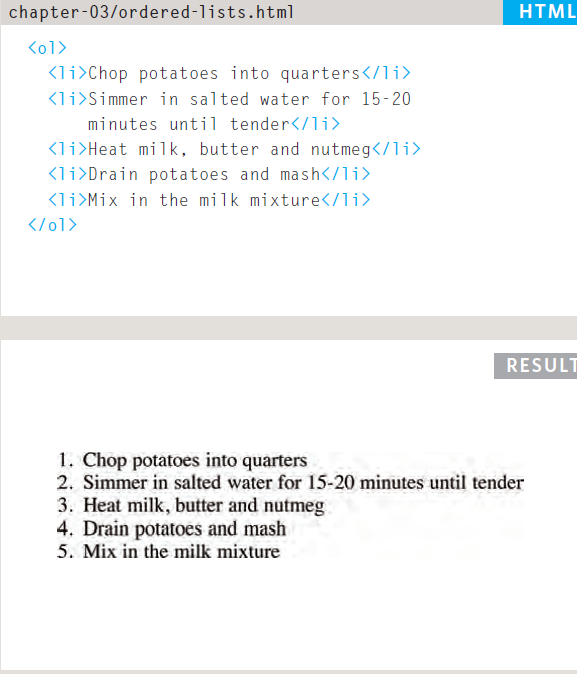 chapter-03/ordered-lists.html
HTML
<ol>
<li>Chop potatoes into quarters</li>
<li>Simmer in salted water for 15-20
minutes until tender</li>
<li>Heat milk, butter and nutmeg</li>
<li>Drain potatoes and mash</li>
<li>Mix in the milk mixture</li>
</ol>
RESULT
1. Chop potatoes into quarters
2. Simmer in salted water for 15-20 minutes until tender
3. Heat milk, butter and nutmeg
4. Drain potatoes and mash
5. Mix in the milk mixture